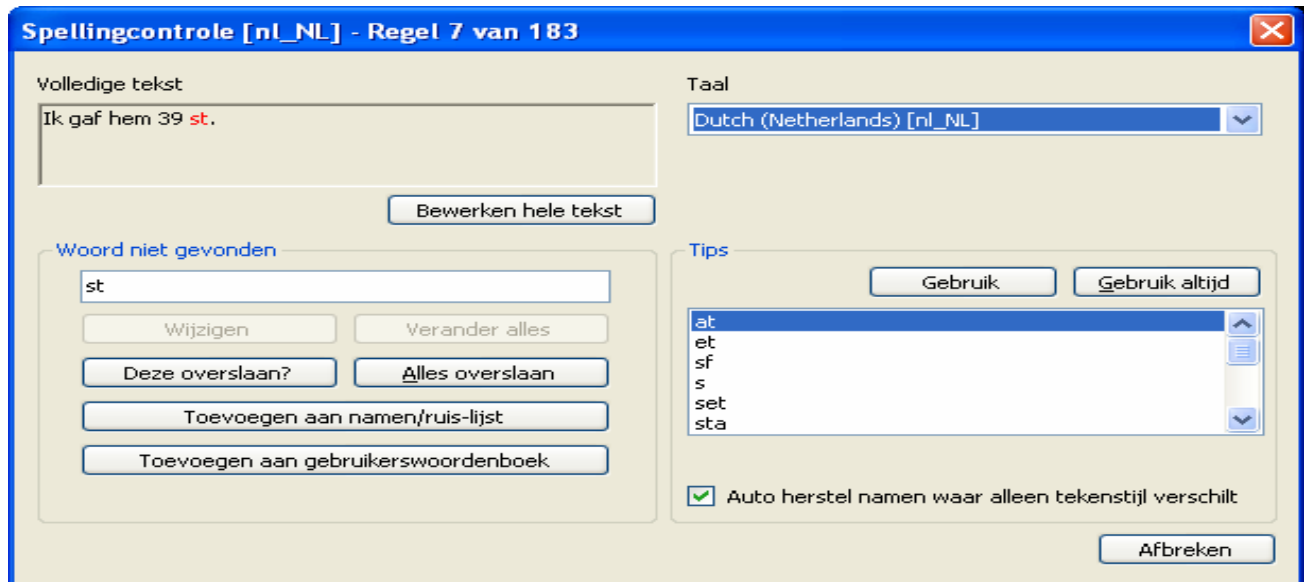 Spellingcontrole [nl_NL] - Regel 7 van 183
Volledige tekst
Ik gaf hem 39 st.
Bewerken hele tekst
Taal
Dutch (Netherlands) [nl_NL]
Woord niet gevonden
st
Wijzigen
Verander alles
Deze overslaan?
Alles overslaan
Toevoegen aan namen/ruis-lijst
Toevoegen aan gebruikerswoordenboek
Tips
Gebruik
Gebruik altijd
at
et
sf
s
set
sta
Auto herstel namen waar alleen tekenstijl verschilt
Afbreken